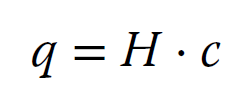 q = H · c